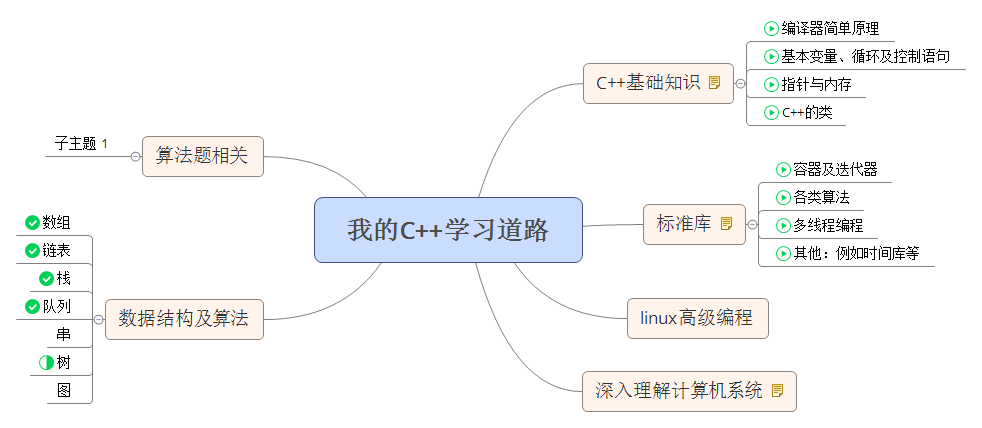 我的C++学习道路
C++基础知识
编译器简单原理
基本变量、循环及控制语句
指针与内存
C++的类
标准库
容器及迭代器
各类算法
多线程编程
其他：例如时间库等
linux高级编程
深入理解计算机系统
算法题相关
子主题 1
数据结构及算法
数组
链表
栈
队列
串
树
图